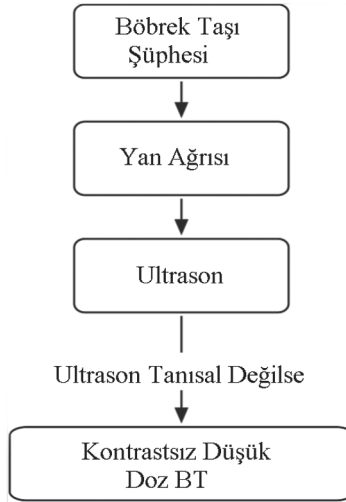 Böbrek Taşı
Şüphesi
Yan Ağrısı
Ultrason
Ultrason Tanısal Değilse
Kontrastsız Düşük
Doz BT